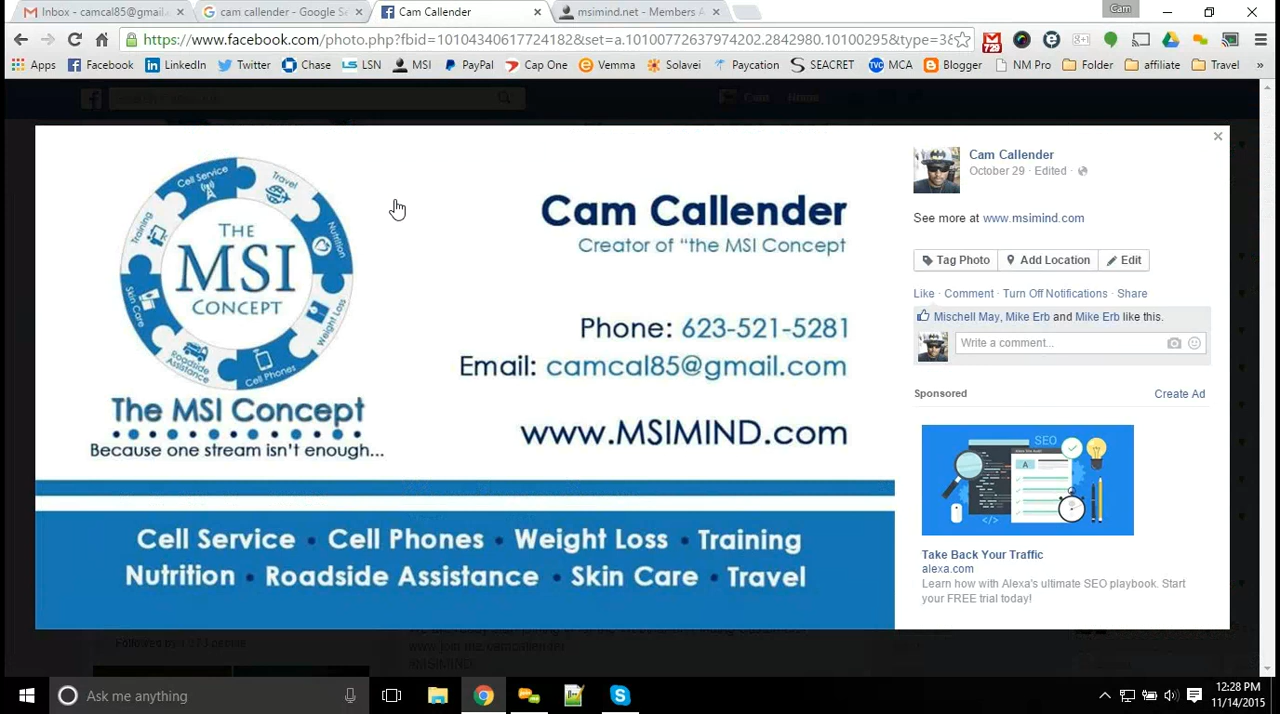 Inbox - camcal85@gmail.
cam callender - Google Se
Cam Callender
msimind.net - Members A
Cam
https://www.facebook.com/photo.php?fbid=10104340617724182&set=a.10100772637974202.2842980.10100295&type=3&
729
Apps
Facebook
LinkedIn
Twitter
Chase
LSN
MSI
PayPal
Cap One
Vemma
Solavei
Paycation
SEACRET
MCA
Blogger
NM Pro
Folder
affiliate
Travel
»
Cam
Home
Cell Service
Travel
Nutrition
Weight Loss
Cell Phones
Roadside Assistance
Skin Care
Training
THE
MSI
CONCEPT
The MSI Concept
Because one stream isn't enough...
Cam Callender
Creator of "the MSI Concept
Phone: 623-521-5281
Email: camcal85@gmail.com
www.MSIMIND.com
Cell Service • Cell Phones • Weight Loss • Training
Nutrition • Roadside Assistance • Skin Care • Travel
Cam Callender
October 29 · Edited ·
See more at www.msimind.com
Tag Photo
Add Location
Edit
Like · Comment · Turn Off Notifications · Share
Mischell May, Mike Erb and Mike Erb like this.
Write a comment...
Sponsored
Create Ad
SEO
A
</>
Take Back Your Traffic
alexa.com
Learn how with Alexa's ultimate SEO playbook. Start
your FREE trial today!
Ask me anything
12:28 PM
11/14/2015